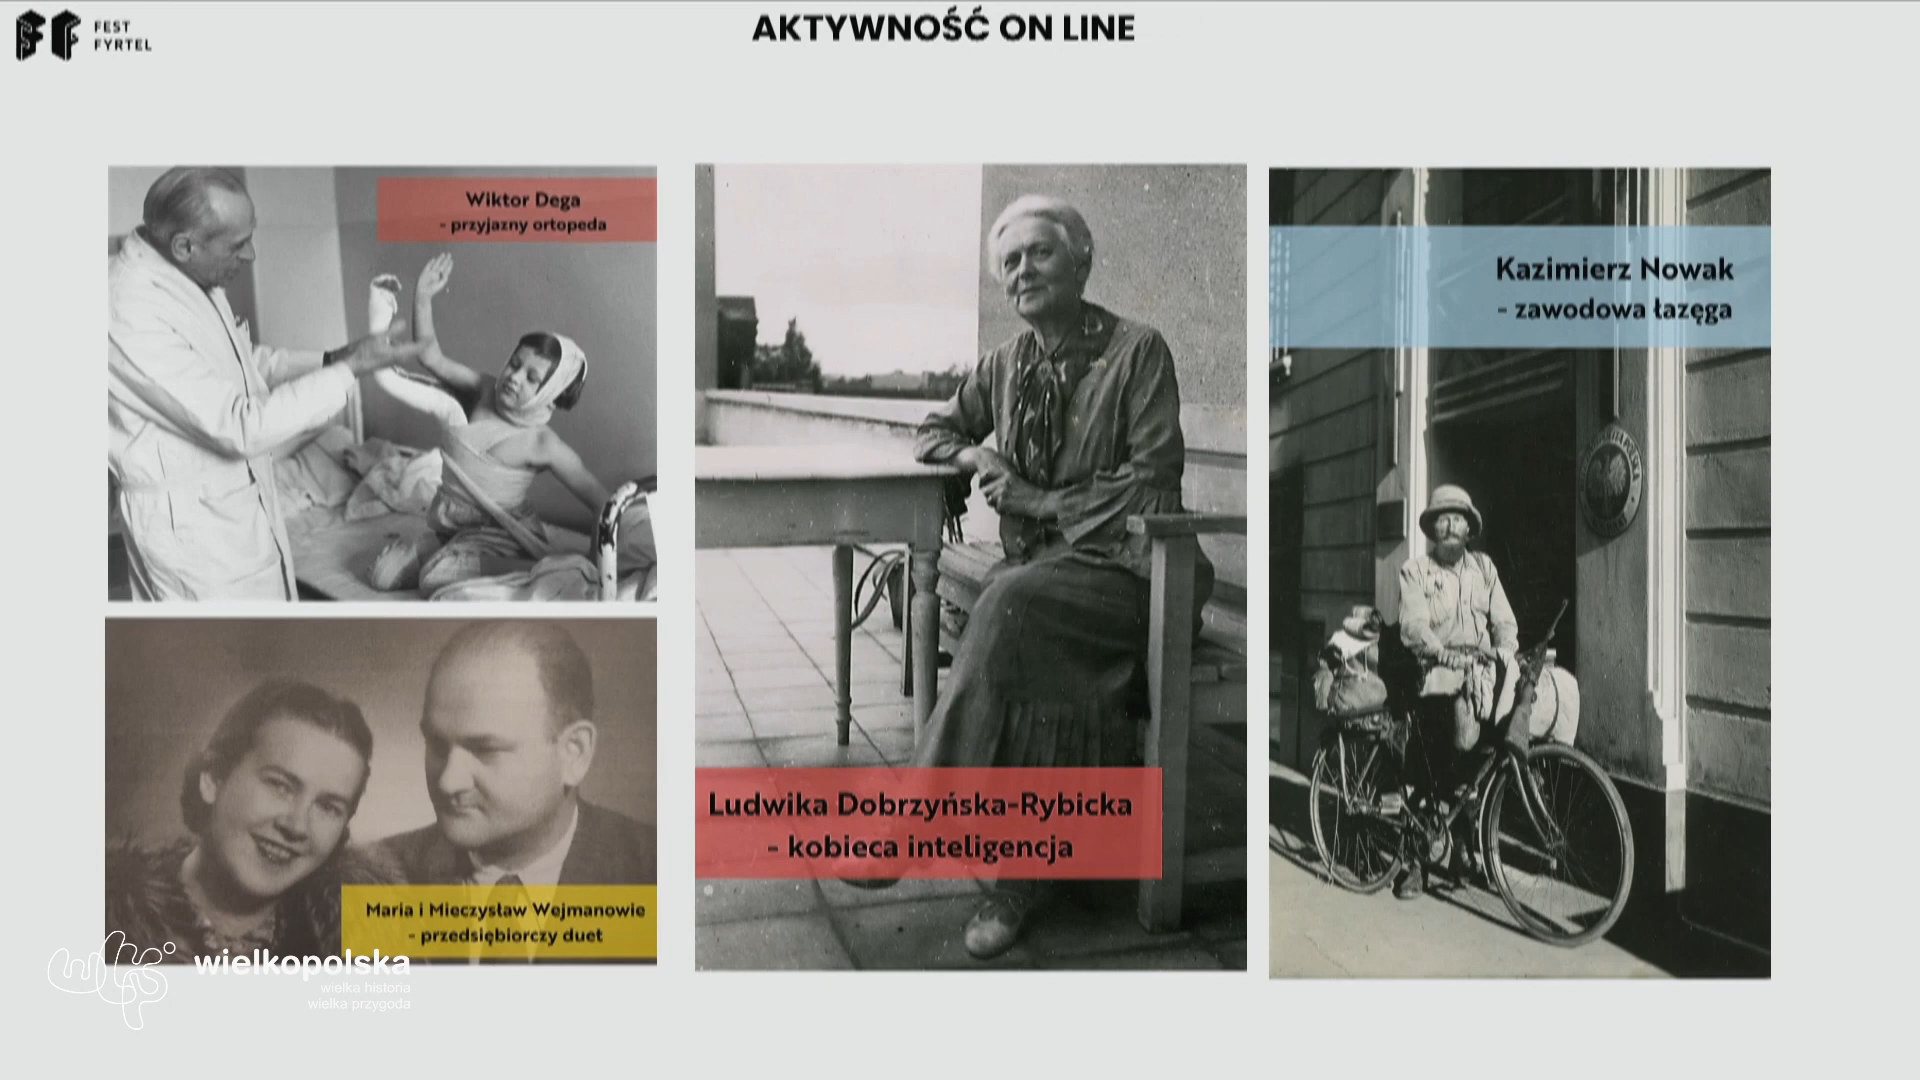 FEST
FYRTEL
AKTYWNOŚĆ ON LINE
Wiktor Dega
- przyjazny ortopeda
Maria i Mieczysław Wejmanowie
- przedsiębiorczy duet
Ludwika Dobrzyńska-Rybicka
- kobieca inteligencja
Kazimierz Nowak
- zawodowa łazęga
wielkopolska
wielka historia
wielka przygoda